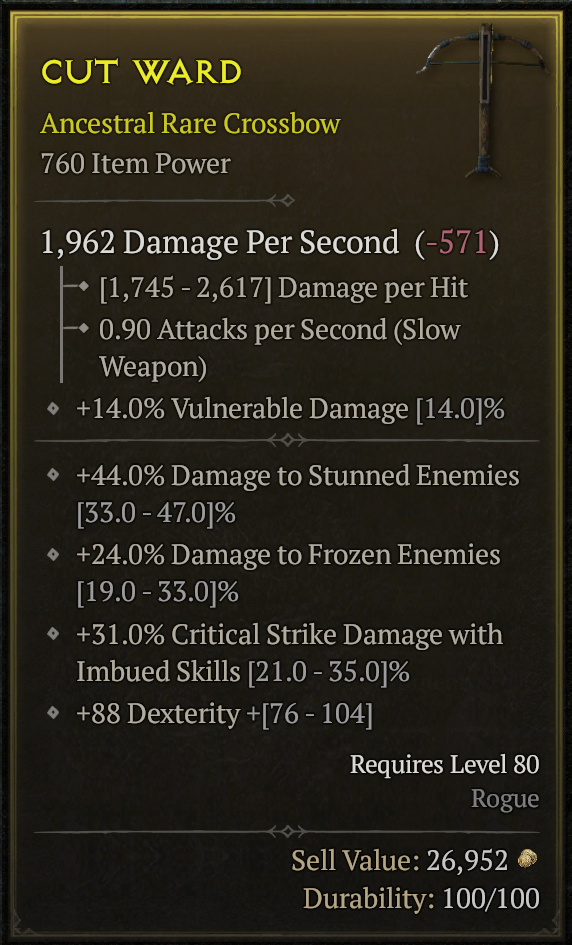 CUT WARD
Ancestral Rare Crossbow
760 Item Power
1,962 Damage Per Second (-571)
[1,745 - 2,617] Damage per Hit
0.90 Attacks per Second (Slow
Weapon)
+14.0% Vulnerable Damage [14.0]%
+44.0% Damage to Stunned Enemies
[33.0 - 47.0]%
+24.0% Damage to Frozen Enemies
[19.0 - 33.0]%
+31.0% Critical Strike Damage with
Imbued Skills [21.0 - 35.0]%
+88 Dexterity +[76 - 104]
Requires Level 80
Rogue
Sell Value: 26,952
Durability: 100/100